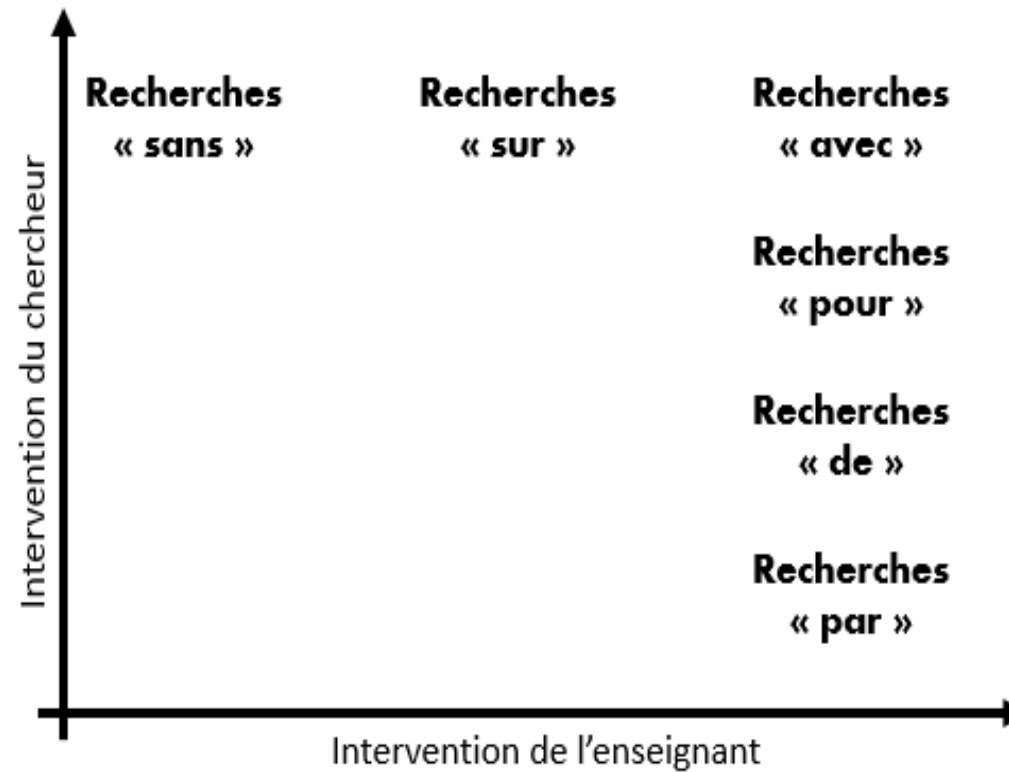 Recherches
« sans »
Recherches
« sur »
Recherches
« avec »
Recherches
« pour »
Recherches
« de »
Recherches
« par »
Intervention du chercheur
Intervention de l’enseignant